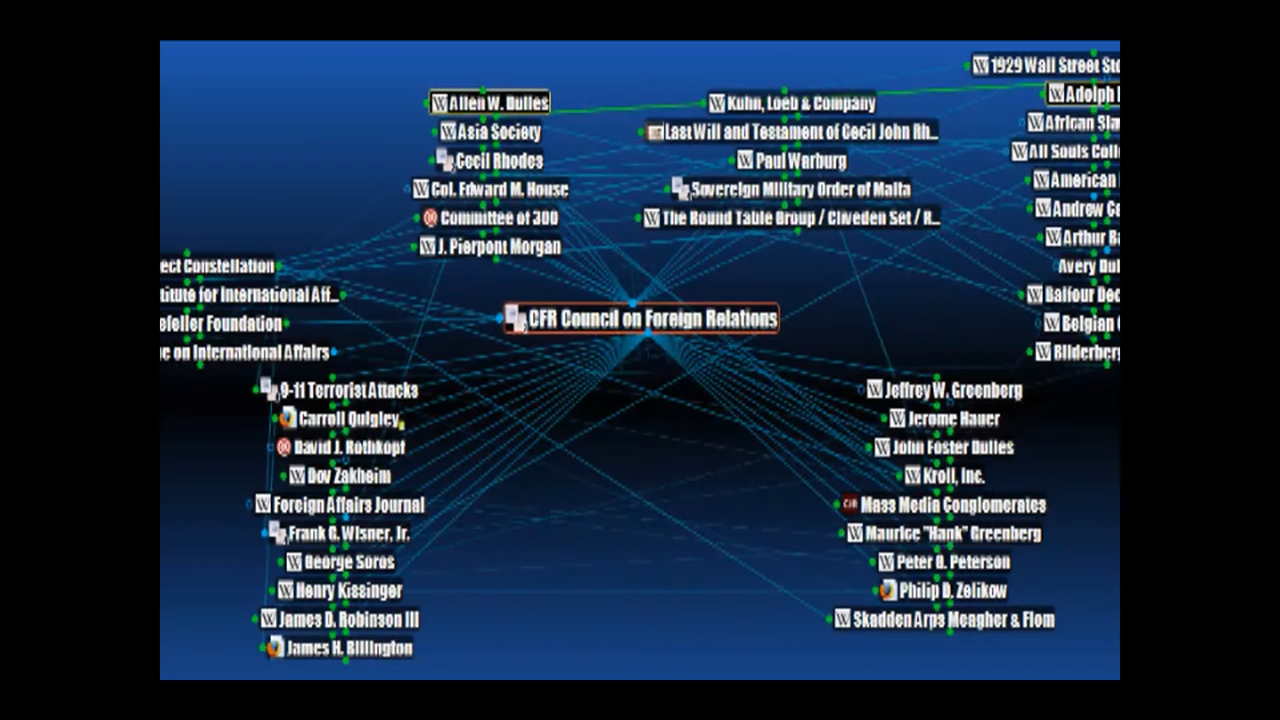 Allen W. Dulles
Asia Society
Cecil Rhodes
Col. Edward M. House
Committee of 300
J. Pierpont Morgan
Kuhn, Loeb & Company
Last Will and Testament of Cecil John Rh...
Paul Warburg
Sovereign Military Order of Malta
The Round Table Group / Cliveden Set / R...
1929 Wall Street Sto
Adolph
African Sla
All Souls Colle
American
Andrew Ca
Arthur Ba
Avery Dul
Balfour Dec
Belgian
Bilderberg
ect Constellation
titute for International Aff...
efeller Foundation
e on International Affairs
CFR Council on Foreign Relations
9-11 Terrorist Attacks
Carroll Quigley
David J. Rothkopf
Dov Zakheim
Foreign Affairs Journal
Frank G. Wisner, Jr.
George Soros
Henry Kissinger
James D. Robinson III
James H. Billington
Jeffrey W. Greenberg
Jerome Hauer
John Foster Dulles
Kroll, Inc.
Mass Media Conglomerates
Maurice "Hank" Greenberg
Peter G. Peterson
Philip D. Zelikow
Skadden Arps Meagher & Flom